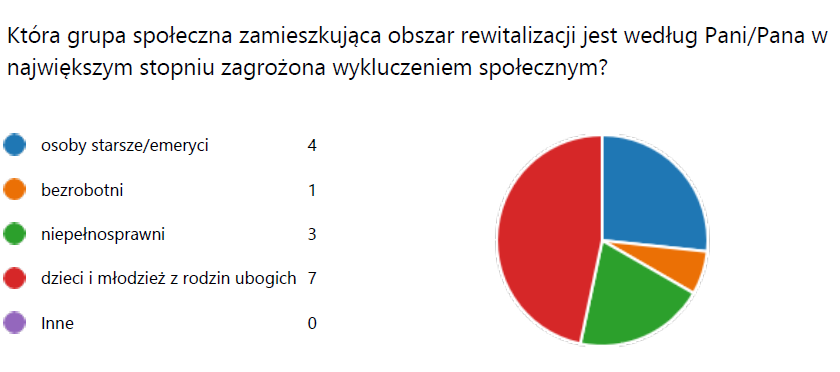 Która grupa społeczna zamieszkująca obszar rewitalizacji jest według Pani/Pana w
największym stopniu zagrożona wykluczeniem społecznym?
osoby starsze/emeryci 4
bezrobotni 1
niepełnosprawni 3
dzieci i młodzież z rodzin ubogich 7
Inne 0